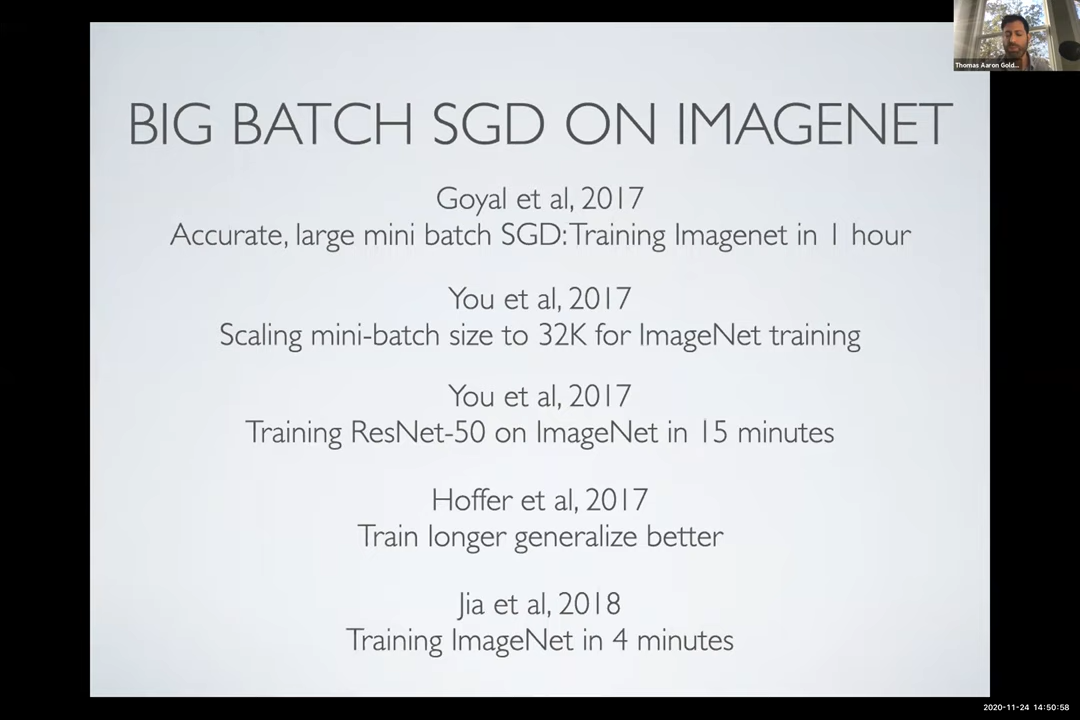 Thomas Aaron Gold...
BIG BATCH SGD ON IMAGENET
Goyal et al, 2017
Accurate, large mini batch SGD: Training Imagenet in 1 hour
You et al, 2017
Scaling mini-batch size to 32K for ImageNet training
You et al, 2017
Training ResNet-50 on ImageNet in 15 minutes
Hoffer et al, 2017
Train longer generalize better
Jia et al, 2018
Training ImageNet in 4 minutes
2020-11-24 14:50:58